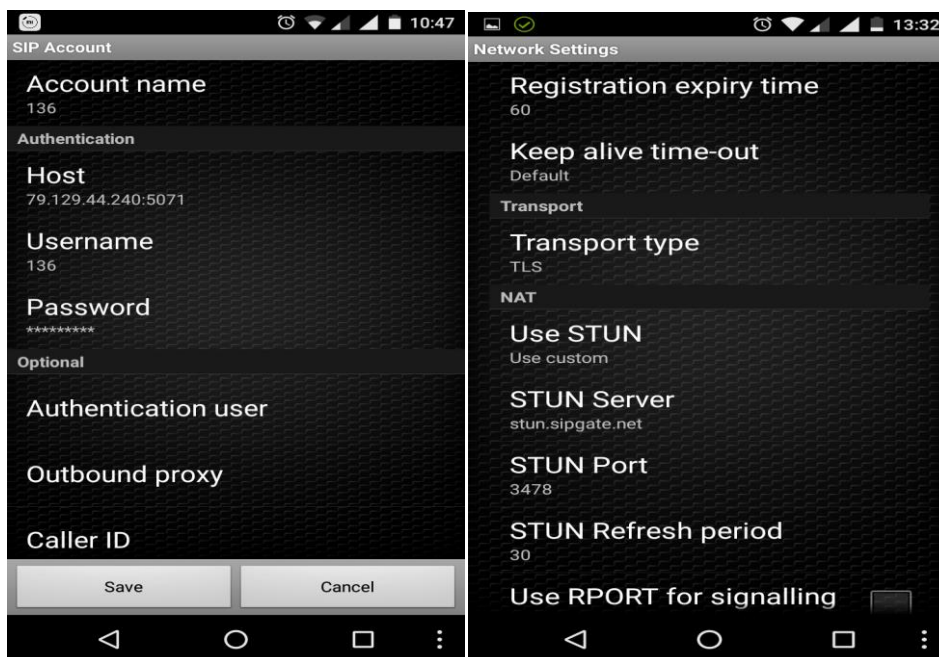 10:47
SIP Account
Account name
136
Authentication
Host
79.129.44.240:5071
Username
136
Password
*********
Optional
Authentication user
Outbound proxy
Caller ID
Save Cancel
13:32
Network Settings
Registration expiry time
60
Keep alive time-out
Default
Transport
Transport type
TLS
NAT
Use STUN
Use custom
STUN Server
stun.sipgate.net
STUN Port
3478
STUN Refresh period
30
Use RPORT for signalling